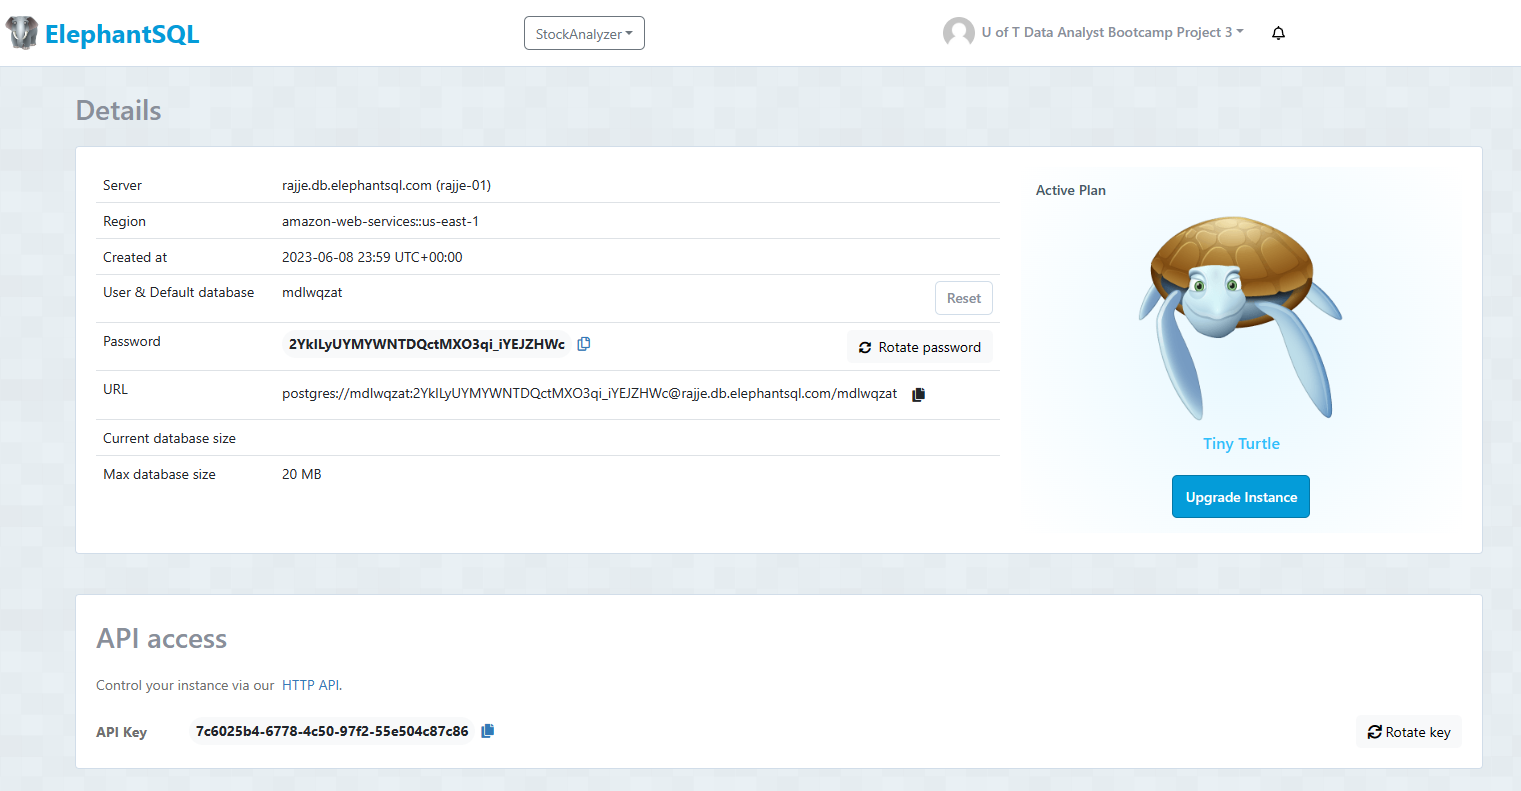 ElephantSQL
StockAnalyzer
U of T Data Analyst Bootcamp Project 3
Details
Server rajje.db.elephantsql.com (rajje-01)
Region amazon-web-services::us-east-1
Created at 2023-06-08 23:59 UTC+00:00
User & Default database mdlwqzat Reset
Password 2YkILyUYMYWNTDQctMXO3qi_iYEJZHWc Rotate password
URL postgres://mdlwqzat:2YkILyUYMYWNTDQctMXO3qi_iYEJZHWc@rajje.db.elephantsql.com/mdlwqzat
Current database size
Max database size 20 MB
Active Plan
Tiny Turtle
Upgrade Instance
API access
Control your instance via our HTTP API.
API Key 7c6025b4-6778-4c50-97f2-55e504c87c86 Rotate key